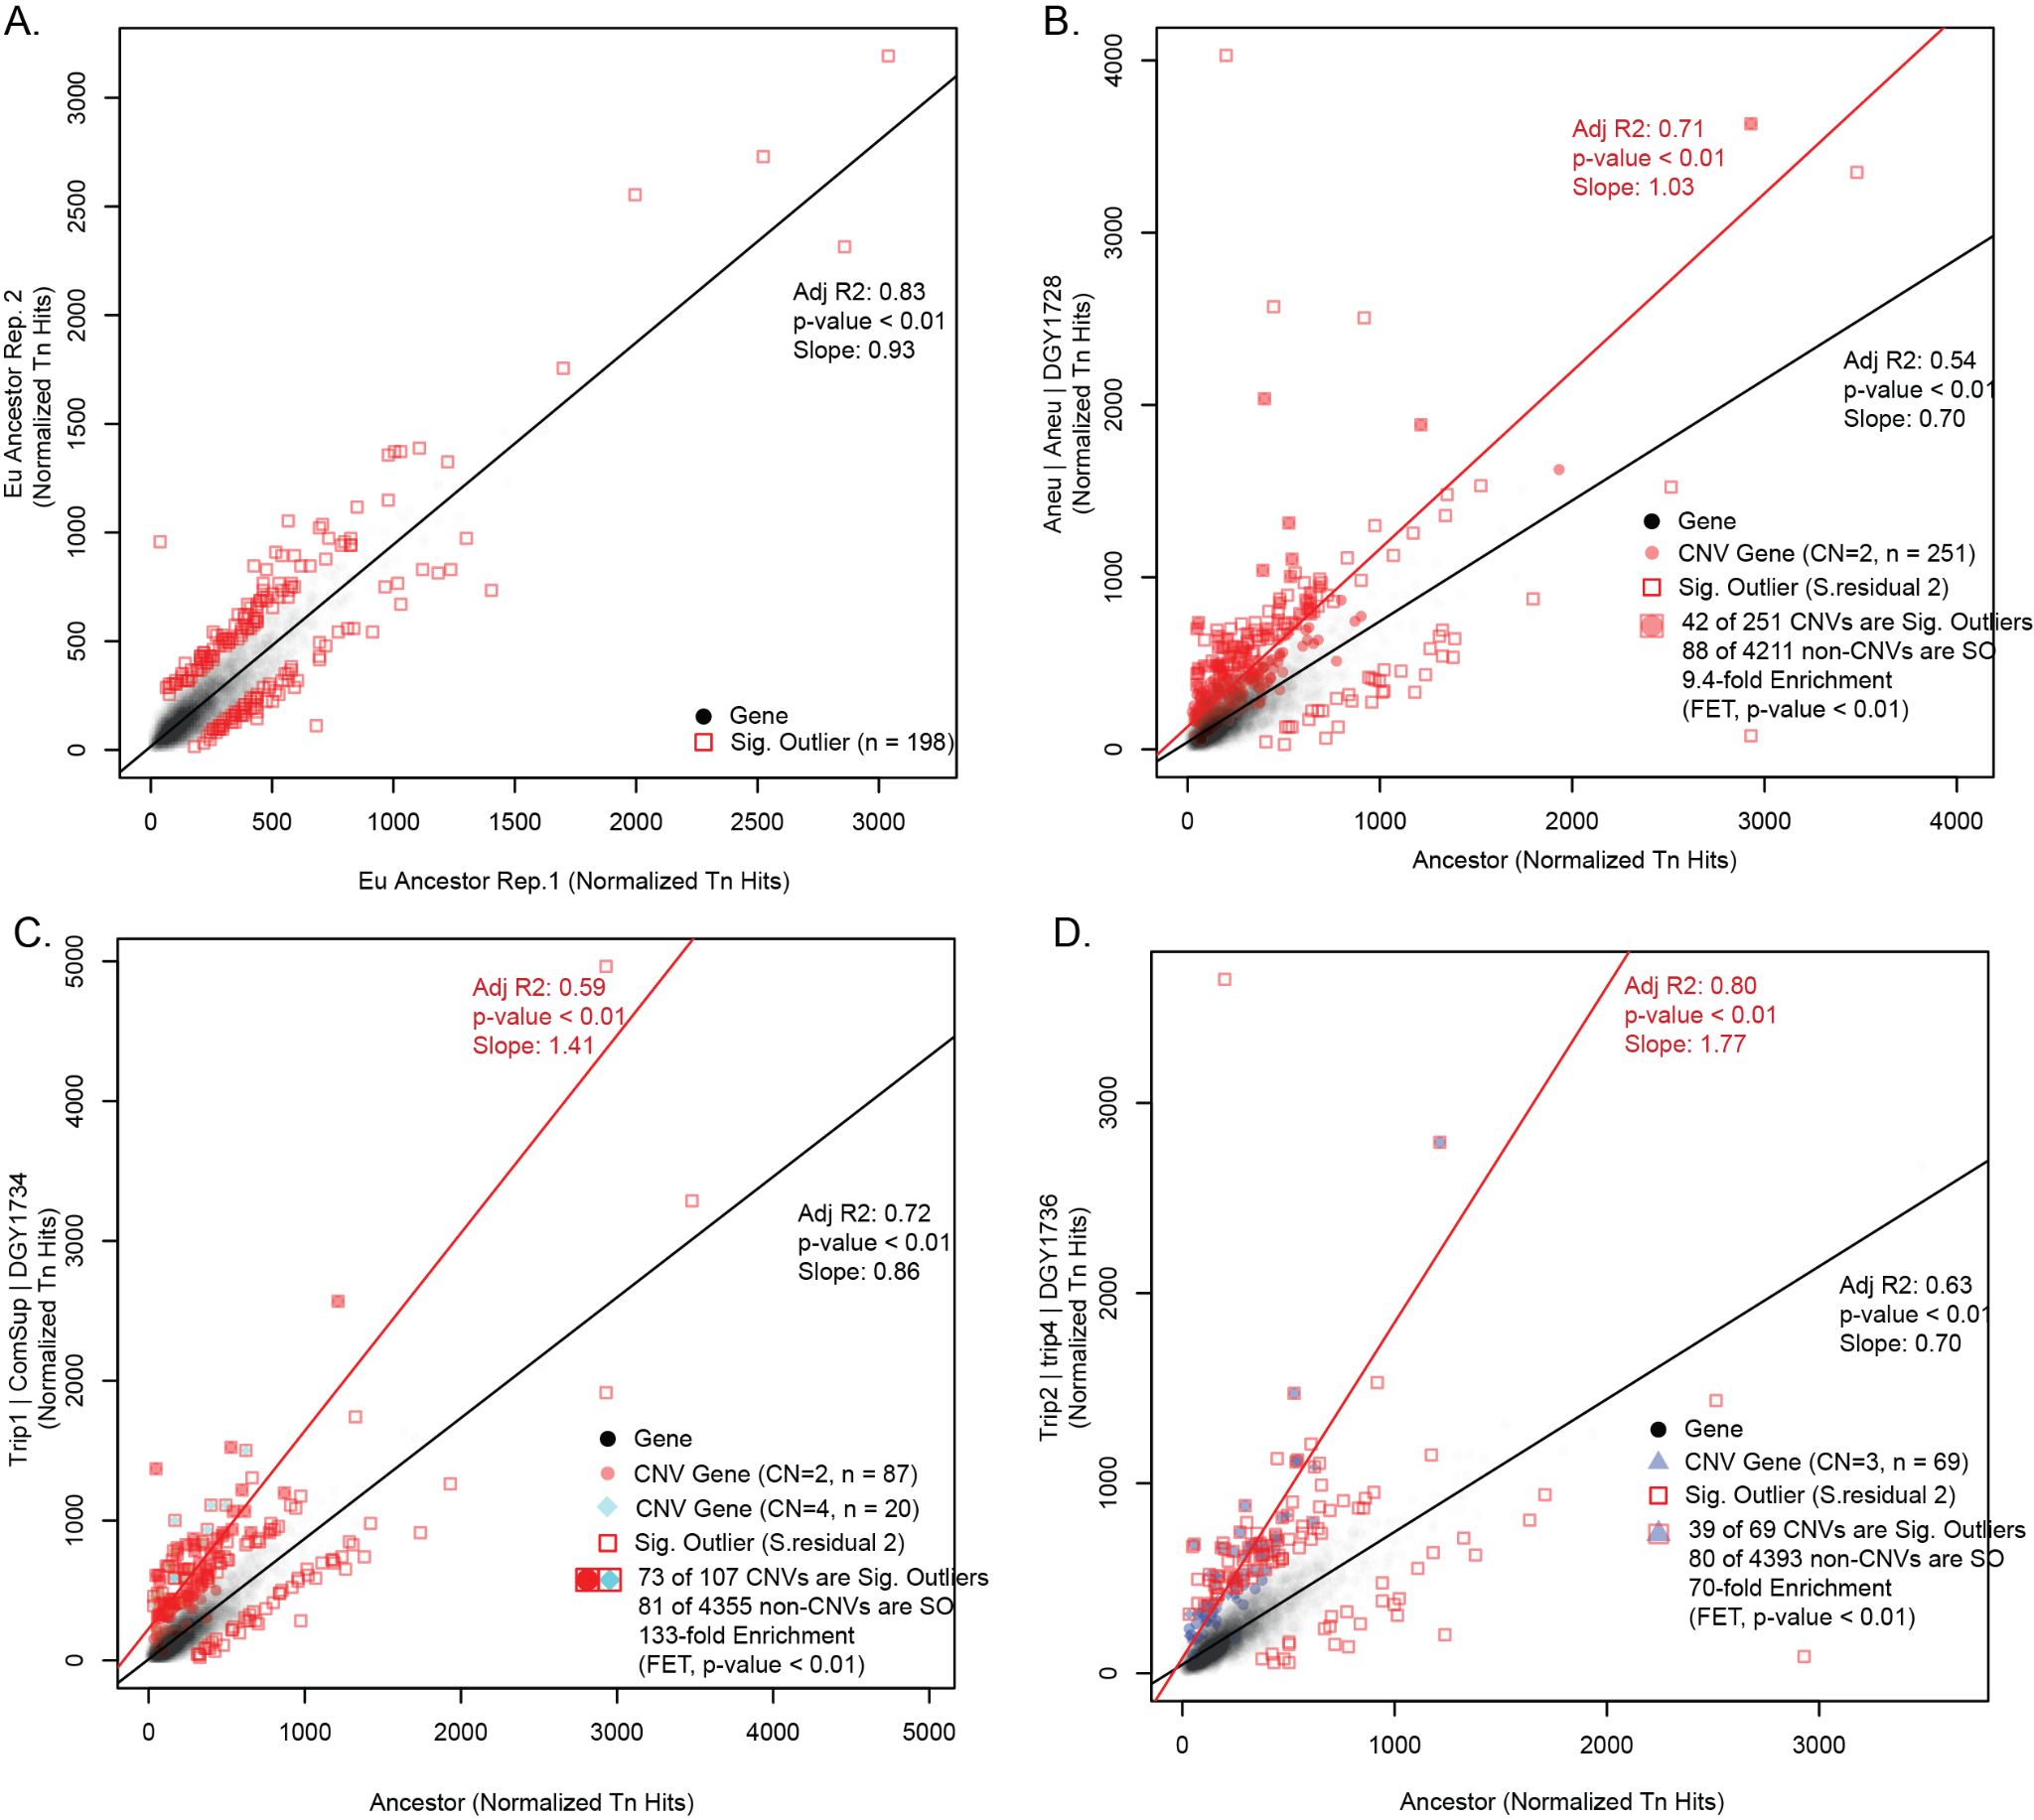 A.
3000
2500
2000
1500
1000
500
0
Eu Ancestor Rep. 2
(Normalized Tn Hits)
Adj R2: 0.83
p-value < 0.01
Slope: 0.93
Gene
Sig. Outlier (n = 198)
0 500 1000 1500 2000 2500 3000
Eu Ancestor Rep.1 (Normalized Tn Hits)
B.
4000
3000
2000
1000
0
Aneu | Aneu | DGY1728
(Normalized Tn Hits)
Adj R2: 0.71
p-value < 0.01
Slope: 1.03
Adj R2: 0.54
p-value < 0.01
Slope: 0.70
Gene
CNV Gene (CN=2, n = 251)
Sig. Outlier (S.residual 2)
42 of 251 CNVs are Sig. Outliers
88 of 4211 non-CNVs are SO
9.4-fold Enrichment
(FET, p-value < 0.01)
0 1000 2000 3000 4000
Ancestor (Normalized Tn Hits)
C.
5000
4000
3000
2000
1000
0
Trip1 | ComSup | DGY1734
(Normalized Tn Hits)
Adj R2: 0.59
p-value < 0.01
Slope: 1.41
Adj R2: 0.72
p-value < 0.01
Slope: 0.86
Gene
CNV Gene (CN=2, n = 87)
CNV Gene (CN=4, n = 20)
Sig. Outlier (S.residual 2)
73 of 107 CNVs are Sig. Outliers
81 of 4355 non-CNVs are SO
133-fold Enrichment
(FET, p-value < 0.01)
0 1000 2000 3000 4000 5000
Ancestor (Normalized Tn Hits)
D.
3000
2000
1000
0
Trip2 | trip4 | DGY1736
(Normalized Tn Hits)
Adj R2: 0.80
p-value < 0.01
Slope: 1.77
Adj R2: 0.63
p-value < 0.01
Slope: 0.70
Gene
CNV Gene (CN=3, n = 69)
Sig. Outlier (S.residual 2)
39 of 69 CNVs are Sig. Outliers
80 of 4393 non-CNVs are SO
70-fold Enrichment
(FET, p-value < 0.01)
0 1000 2000 3000
Ancestor (Normalized Tn Hits)